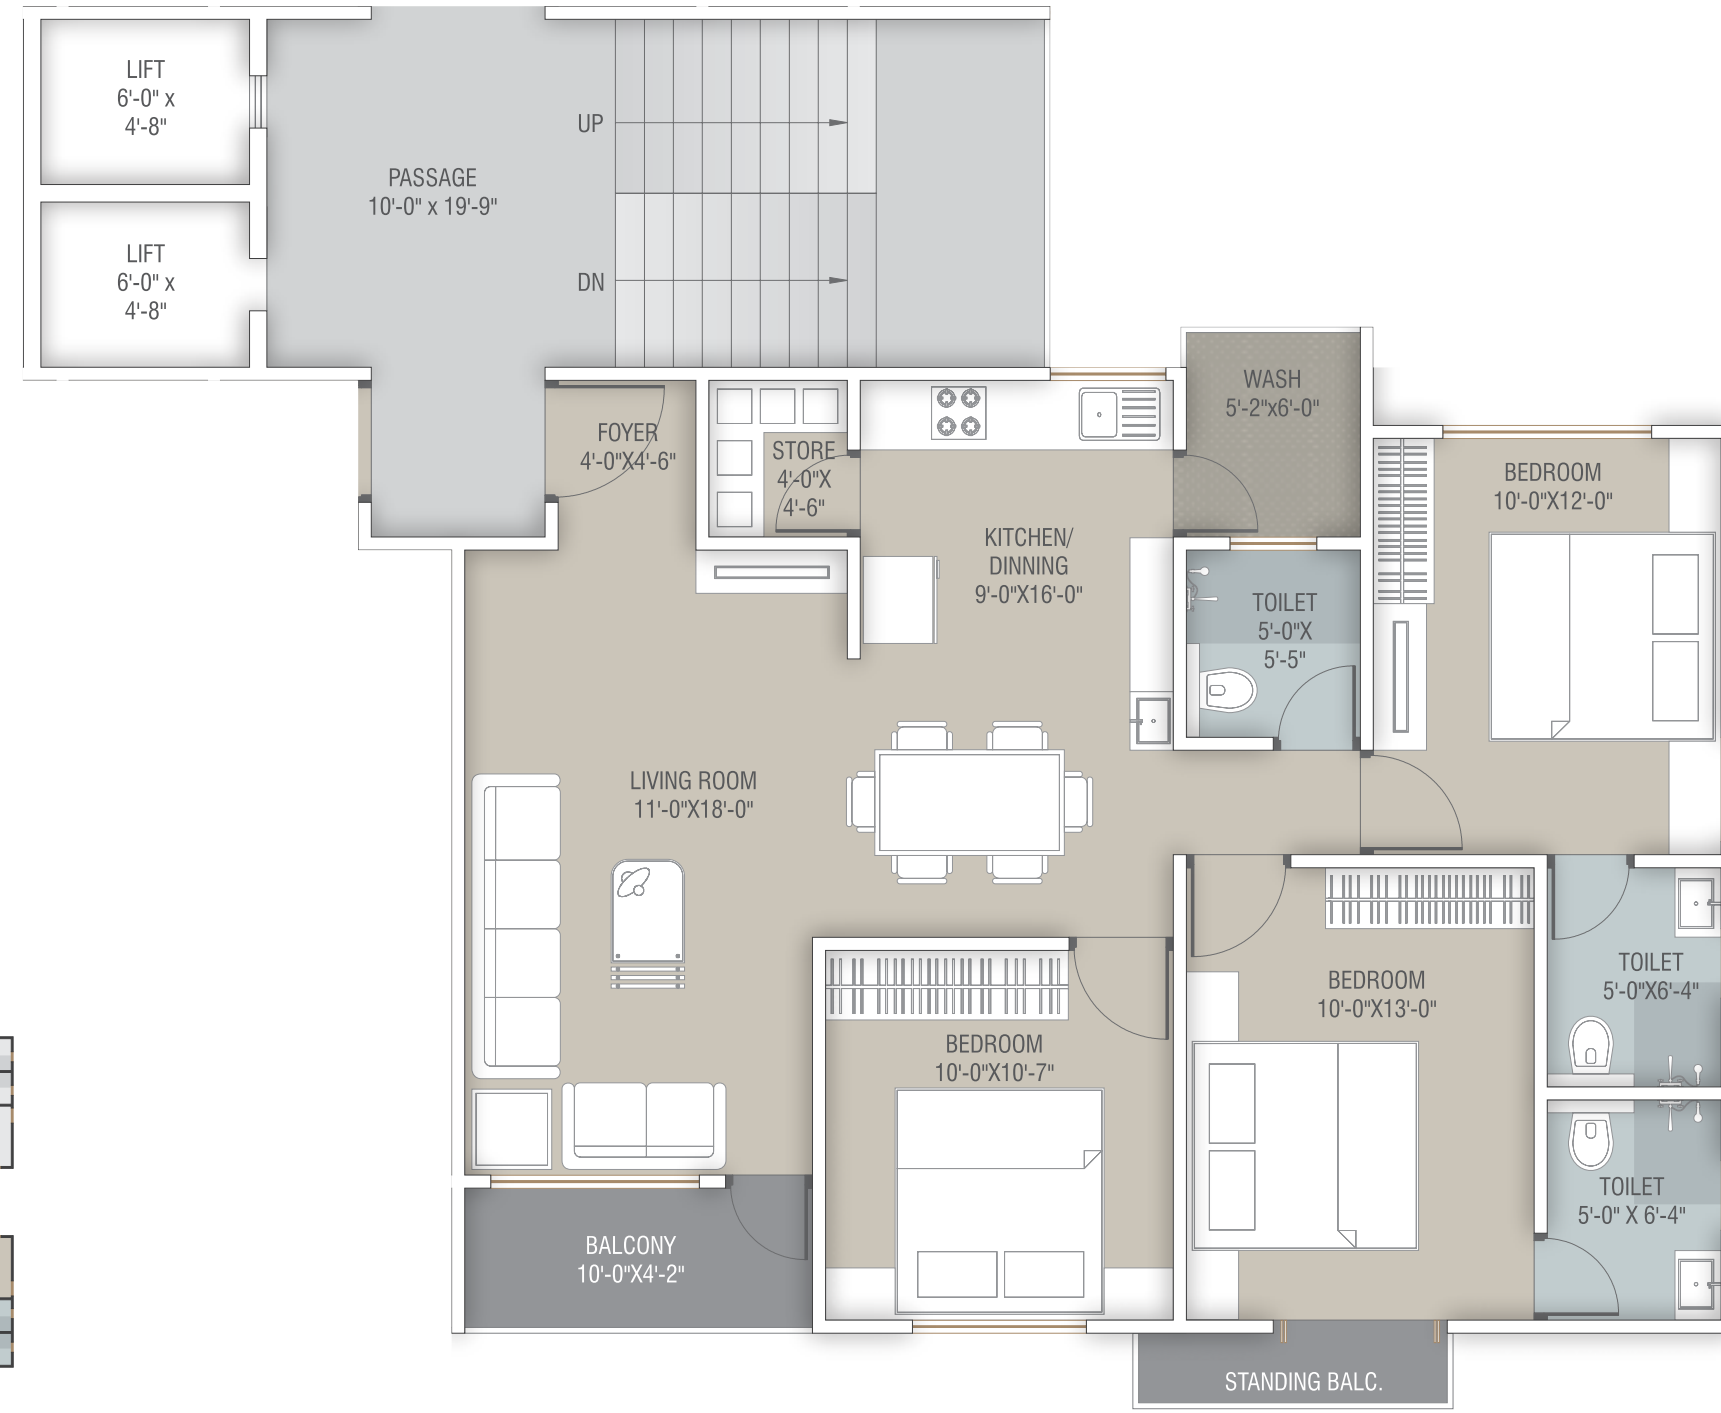 LIFT
6'-0" x
4'-8"
PASSAGE
10'-0" x 19'-9"
UP
LIFT
6'-0" x
4'-8"
DN
WASH
5'-2"x6'-0"
FOYER
4'-0"X4'-6"
STORE
4'-0"X
4'-6"
BEDROOM
10'-0"X12'-0"
KITCHEN/
DINNING
9'-0"X16'-0"
TOILET
5'-0"X
5'-5"
LIVING ROOM
11'-0"X18'-0"
BEDROOM
10'-0"X10'-7"
BEDROOM
10'-0"X13'-0"
TOILET
5'-0"X6'-4"
TOILET
5'-0" X 6'-4"
BALCONY
10'-0"X4'-2"
STANDING BALC.